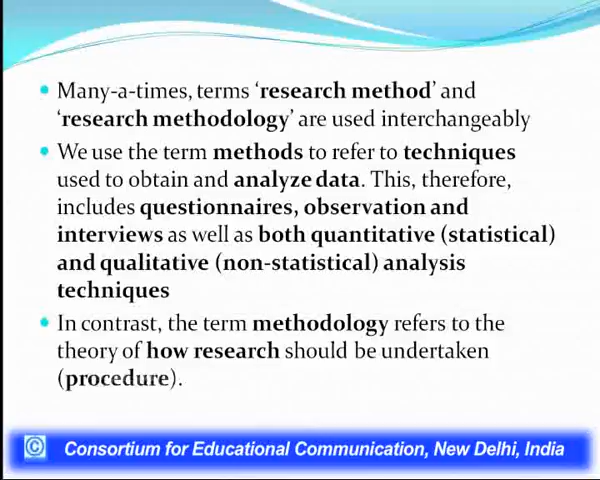 Many-a-times, terms ‘research method’ and
‘research methodology’ are used interchangeably
We use the term methods to refer to techniques
used to obtain and analyze data. This, therefore,
includes questionnaires, observation and
interviews as well as both quantitative (statistical)
and qualitative (non-statistical) analysis
techniques
In contrast, the term methodology refers to the
theory of how research should be undertaken
(procedure).
© Consortium for Educational Communication, New Delhi, India